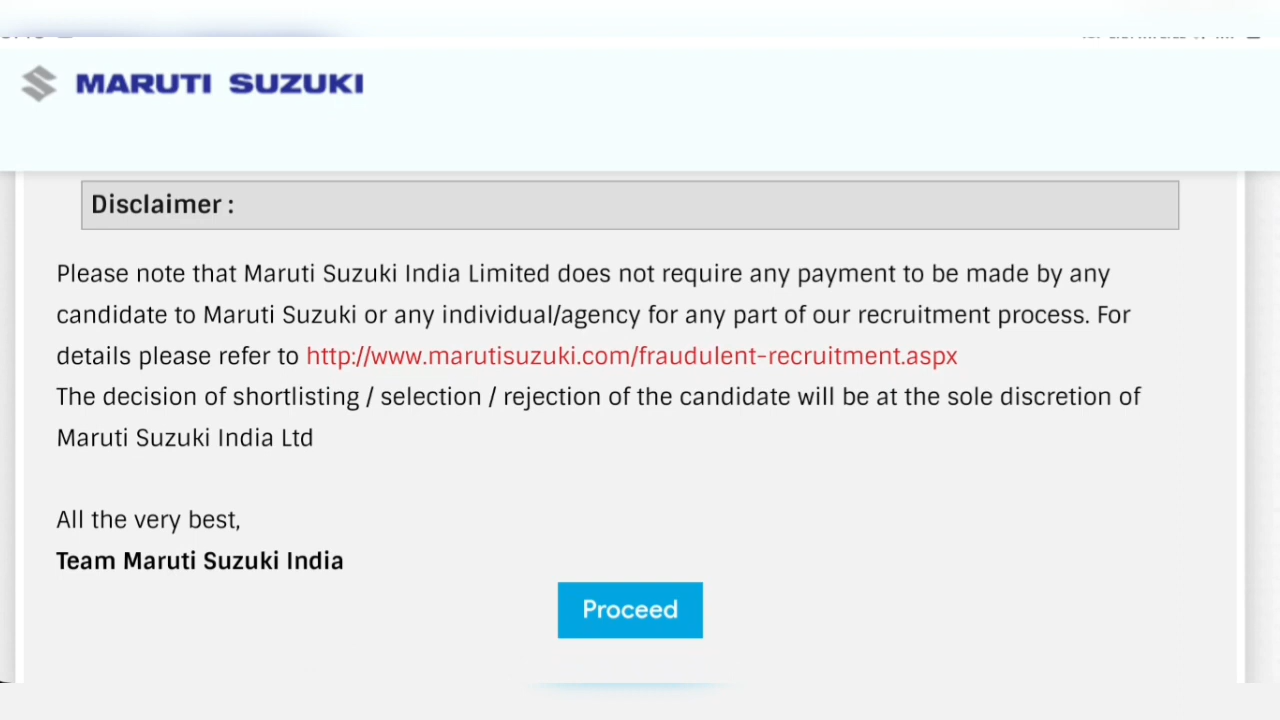 MARUTI SUZUKI
Disclaimer :
Please note that Maruti Suzuki India Limited does not require any payment to be made by any
candidate to Maruti Suzuki or any individual/agency for any part of our recruitment process. For
details please refer to http://www.marutisuzuki.com/fraudulent-recruitment.aspx
The decision of shortlisting / selection / rejection of the candidate will be at the sole discretion of
Maruti Suzuki India Ltd
All the very best,
Team Maruti Suzuki India
Proceed